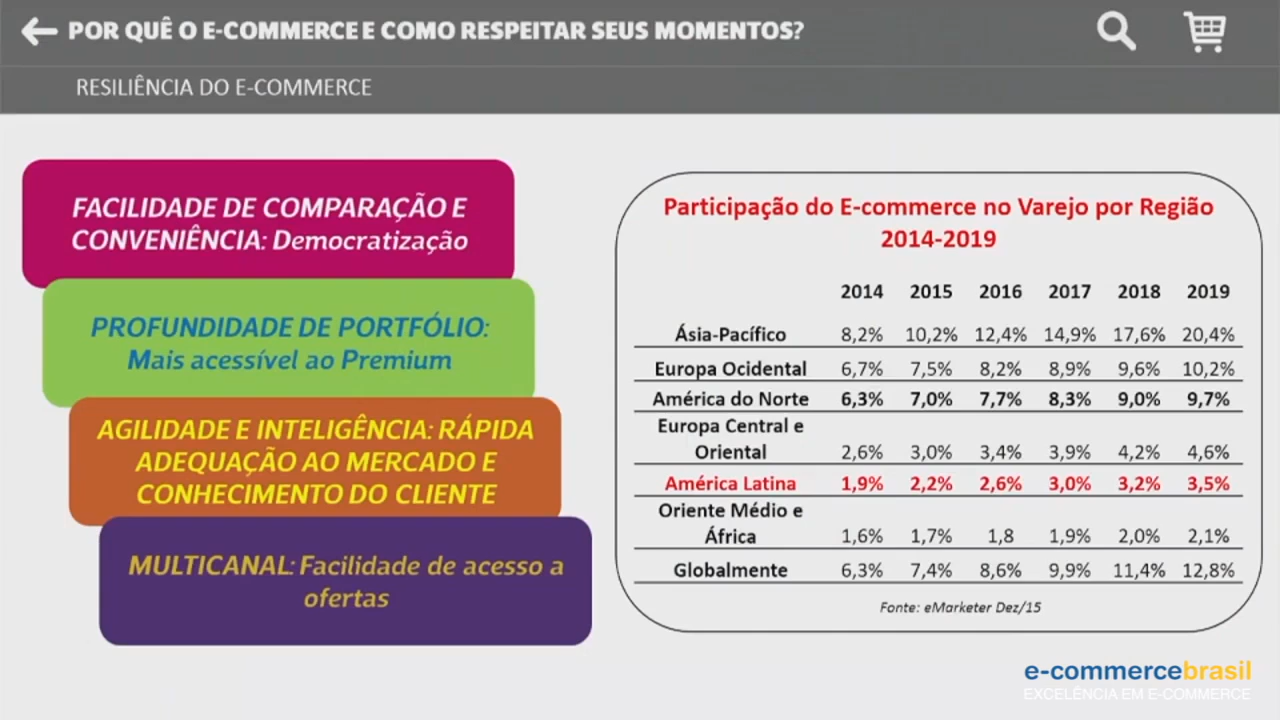 POR QUÊ O E-COMMERCE E COMO RESPEITAR SEUS MOMENTOS?
RESILIÊNCIA DO E-COMMERCE
FACILIDADE DE COMPARAÇÃO E
CONVENIÊNCIA: Democratização
PROFUNDIDADE DE PORTFÓLIO:
Mais acessível ao Premium
AGILIDADE E INTELIGÊNCIA: RÁPIDA
ADEQUAÇÃO AO MERCADO E
CONHECIMENTO DO CLIENTE
MULTICANAL: Facilidade de acesso a
ofertas
Participação do E-commerce no Varejo por Região
2014-2019
2014 2015 2016 2017 2018 2019
Ásia-Pacífico 8,2% 10,2% 12,4% 14,9% 17,6% 20,4%
Europa Ocidental 6,7% 7,5% 8,2% 8,9% 9,6% 10,2%
América do Norte 6,3% 7,0% 7,7% 8,3% 9,0% 9,7%
Europa Central e
Oriental 2,6% 3,0% 3,4% 3,9% 4,2% 4,6%
América Latina 1,9% 2,2% 2,6% 3,0% 3,2% 3,5%
Oriente Médio e
África 1,6% 1,7% 1,8 1,9% 2,0% 2,1%
Globalmente 6,3% 7,4% 8,6% 9,9% 11,4% 12,8%
Fonte: eMarketer Dez/15
e-commercebrasil
EXCELÊNCIA EM E-COMMERCE